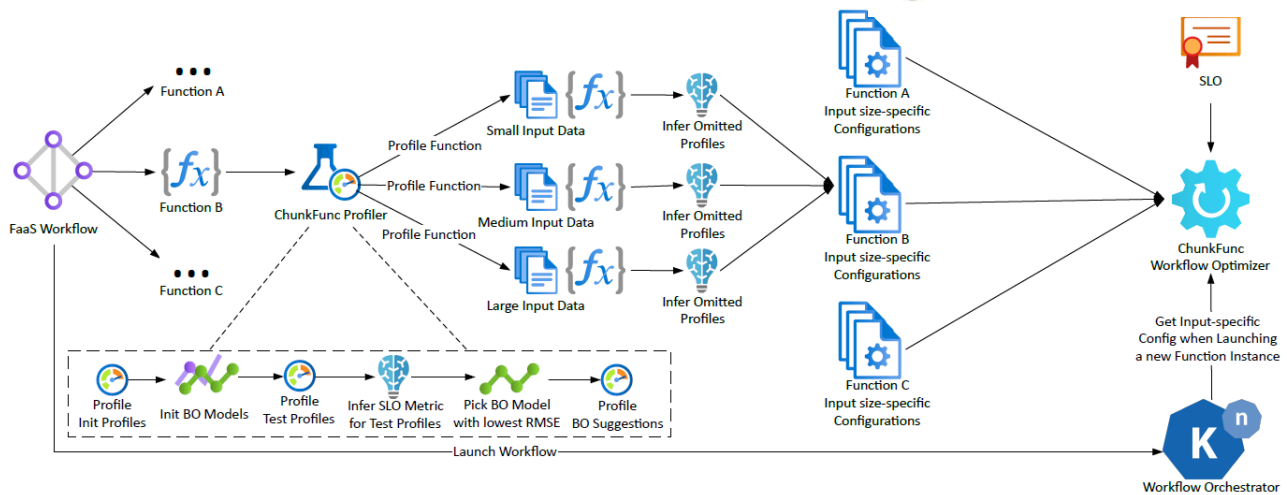 FaaS Workflow
...
Function A
{fx}
Function B
...
Function C
ChunkFunc Profiler
Profile Function
Profile Function
Profile Function
{fx}
Small Input Data
{fx}
Medium Input Data
{fx}
Large Input Data
Infer Omitted
Profiles
Infer Omitted
Profiles
Infer Omitted
Profiles
Function A
Input size-specific
Configurations
Function B
Input size-specific
Configurations
Function C
Input size-specific
Configurations
SLO
ChunkFunc
Workflow Optimizer
Get Input-specific
Config when Launching
a new Function Instance
K
n
Workflow Orchestrator
Profile
Init Profiles
Init BO Models
Profile
Test Profiles
Infer SLO Metric
for Test Profiles
Pick BO Model
with lowest RMSE
Profile
BO Suggestions
Launch Workflow